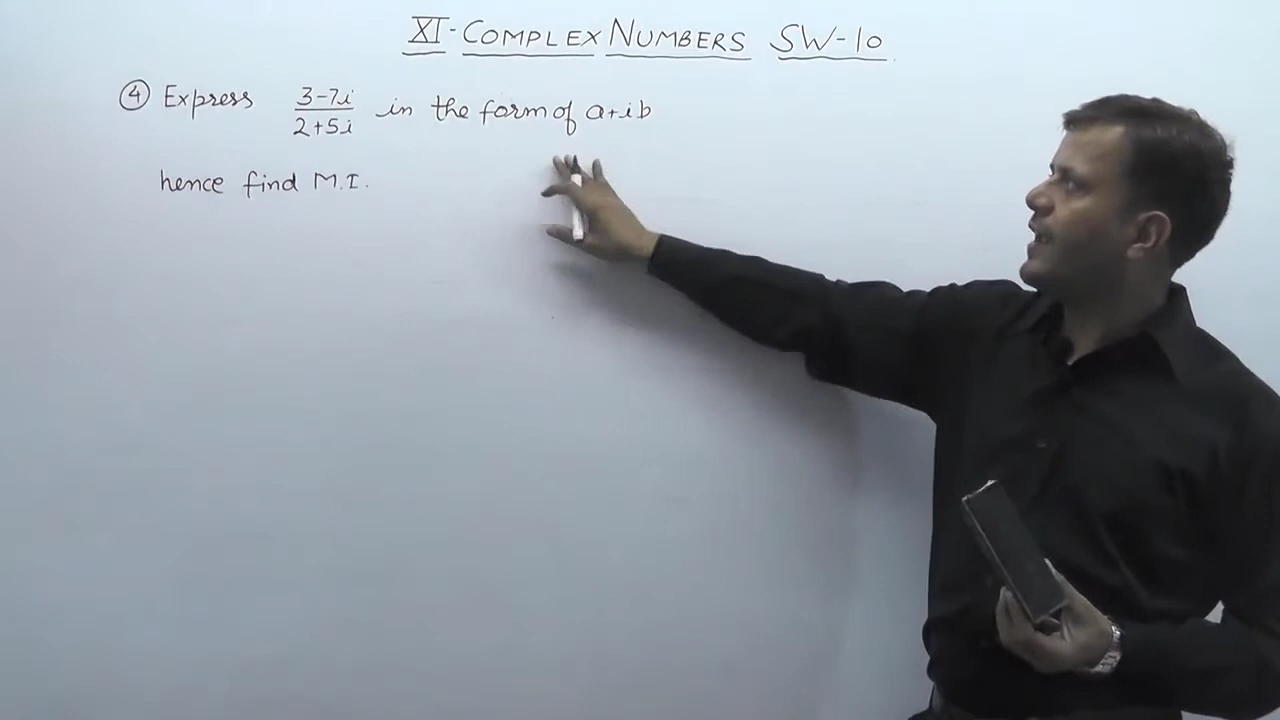 XI-COMPLEX NUMBERS SW-10
④ Express (3-7i)/(2+5i) in the form of a+ib
hence find M.I.